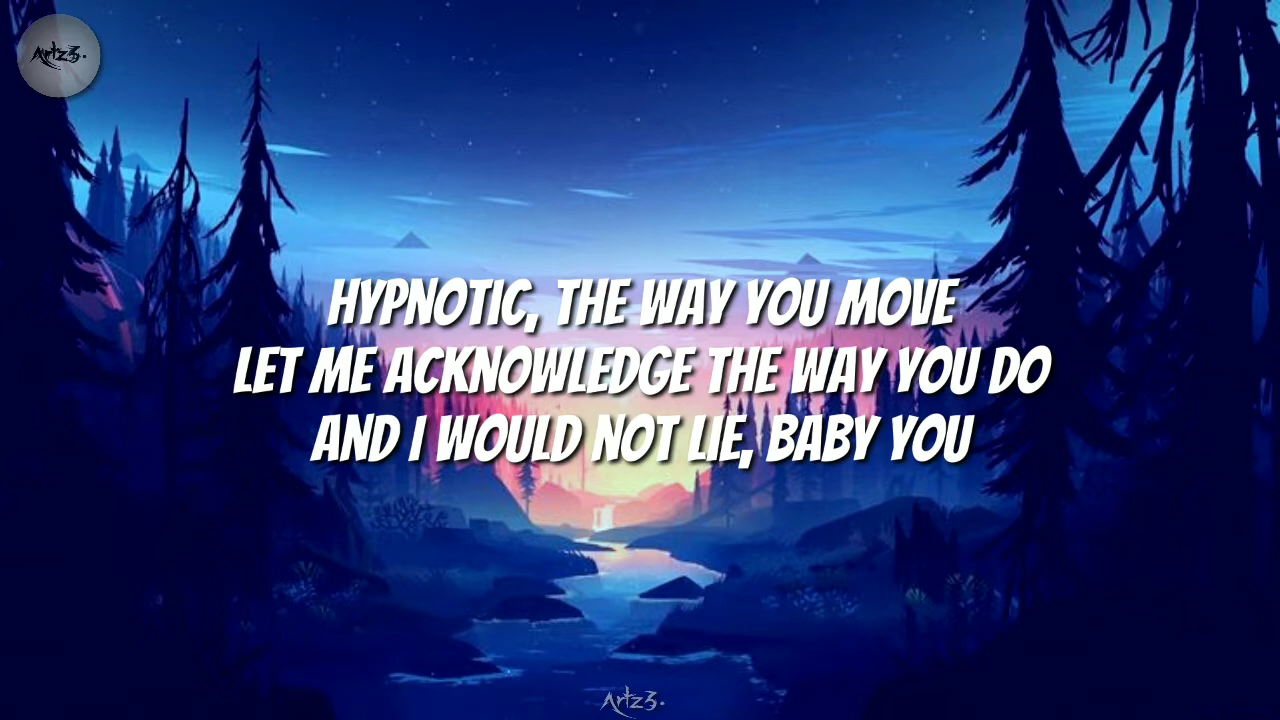 Artz3.
HYPNOTIC, THE WAY YOU MOVE
LET ME ACKNOWLEDGE THE WAY YOU DO
AND I WOULD NOT LIE, BABY YOU
Artz3.